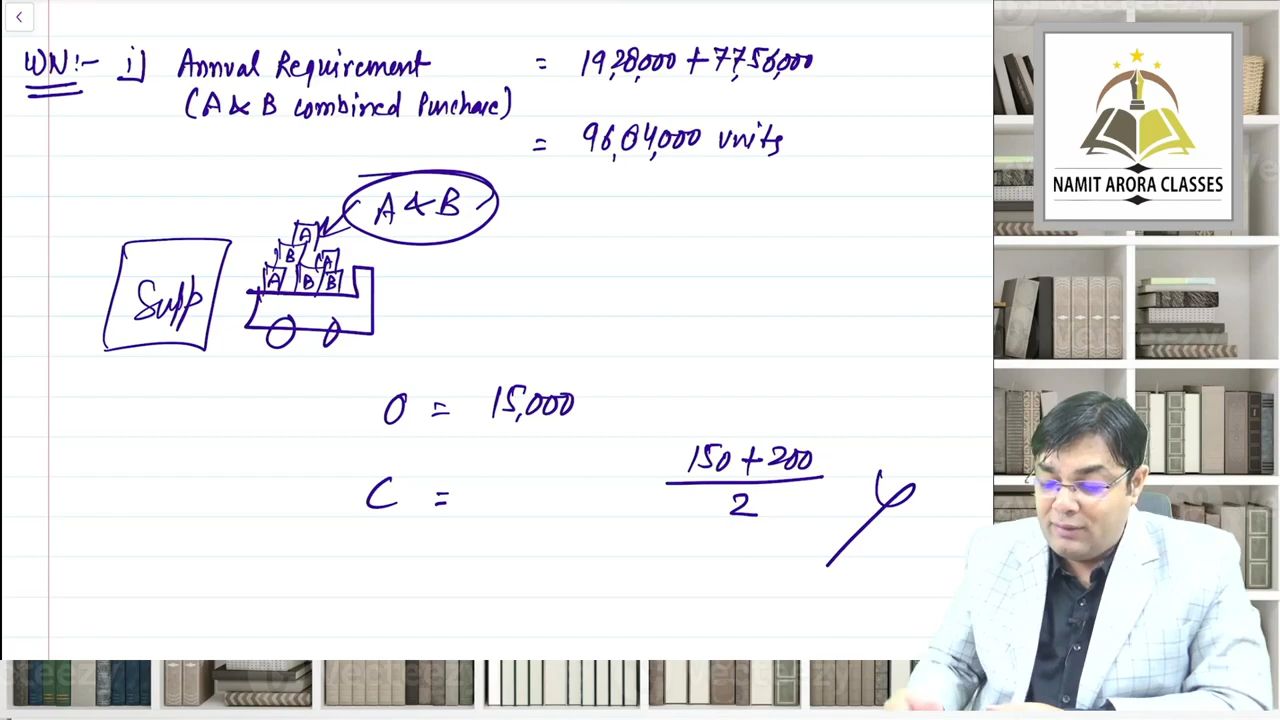 <
WN:- i) Annual Requirement = 19,28,000 + 77,56,000
(A & B combined Purchase)
= 96,84,000 units
A & B
A
B A
A B B
Supp
O = 15,000
C =
150 + 200
2
NAMIT ARORA CLASSES